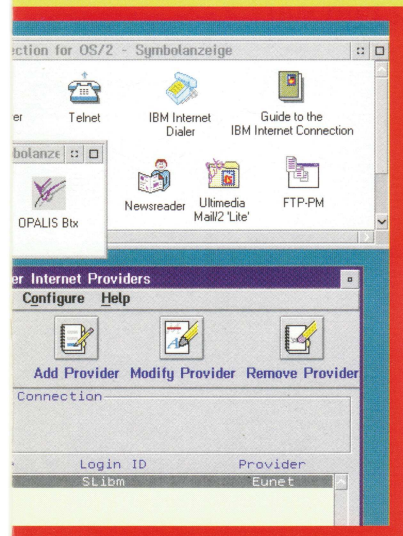 ection for OS/2 - Symbolanzeige
er
Telnet
IBM Internet
Dialer
Guide to the
IBM Internet Connection
bolanze
OPALIS Btx
Newsreader
Ultimedia
Mail/2 'Lite'
FTP-PM
er Internet Providers
Configure Help
Add Provider Modify Provider Remove Provider
Connection
Login ID Provider
SLibm Eunet